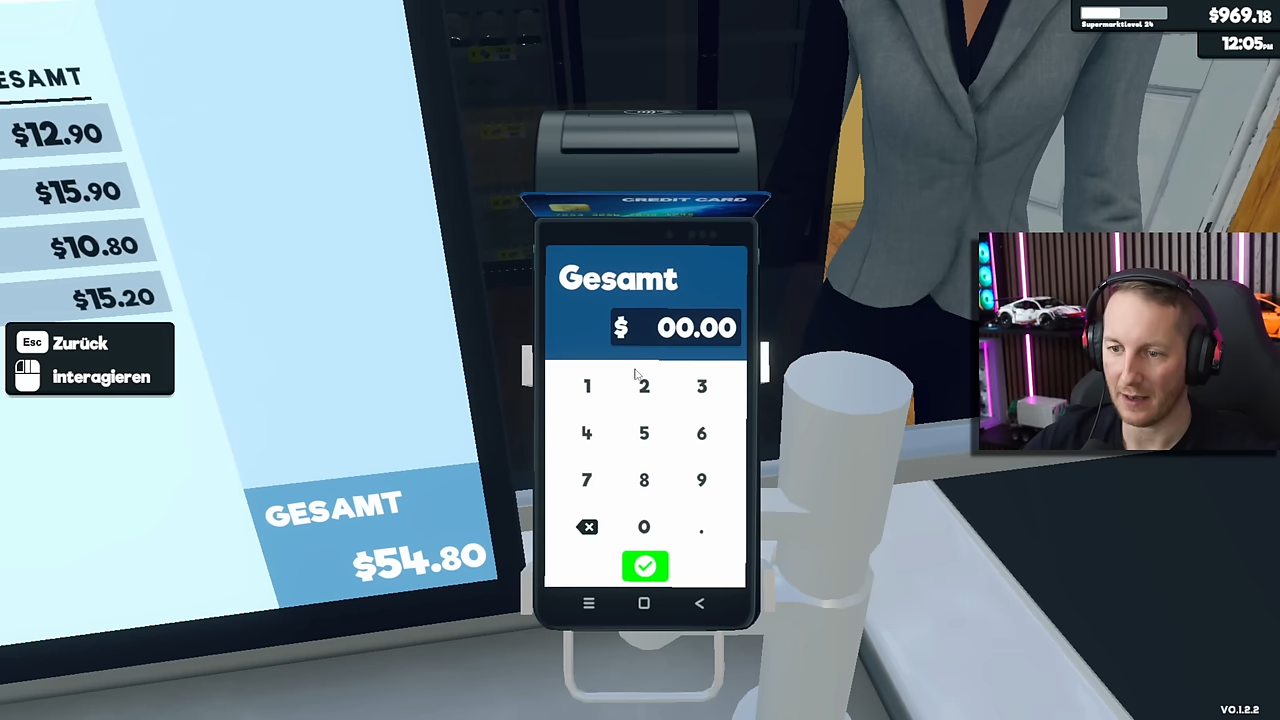 ESAMT
$12.90
$15.90
$10.80
$15.20
Esc Zurück
interagieren
GESAMT
$54.80
CREDIT CARD
Gesamt
$ 00.00
1 2 3
4 5 6
7 8 9
0 .
Supermarktlevel 24
$969.18
12:05PM
V0.1.2.2